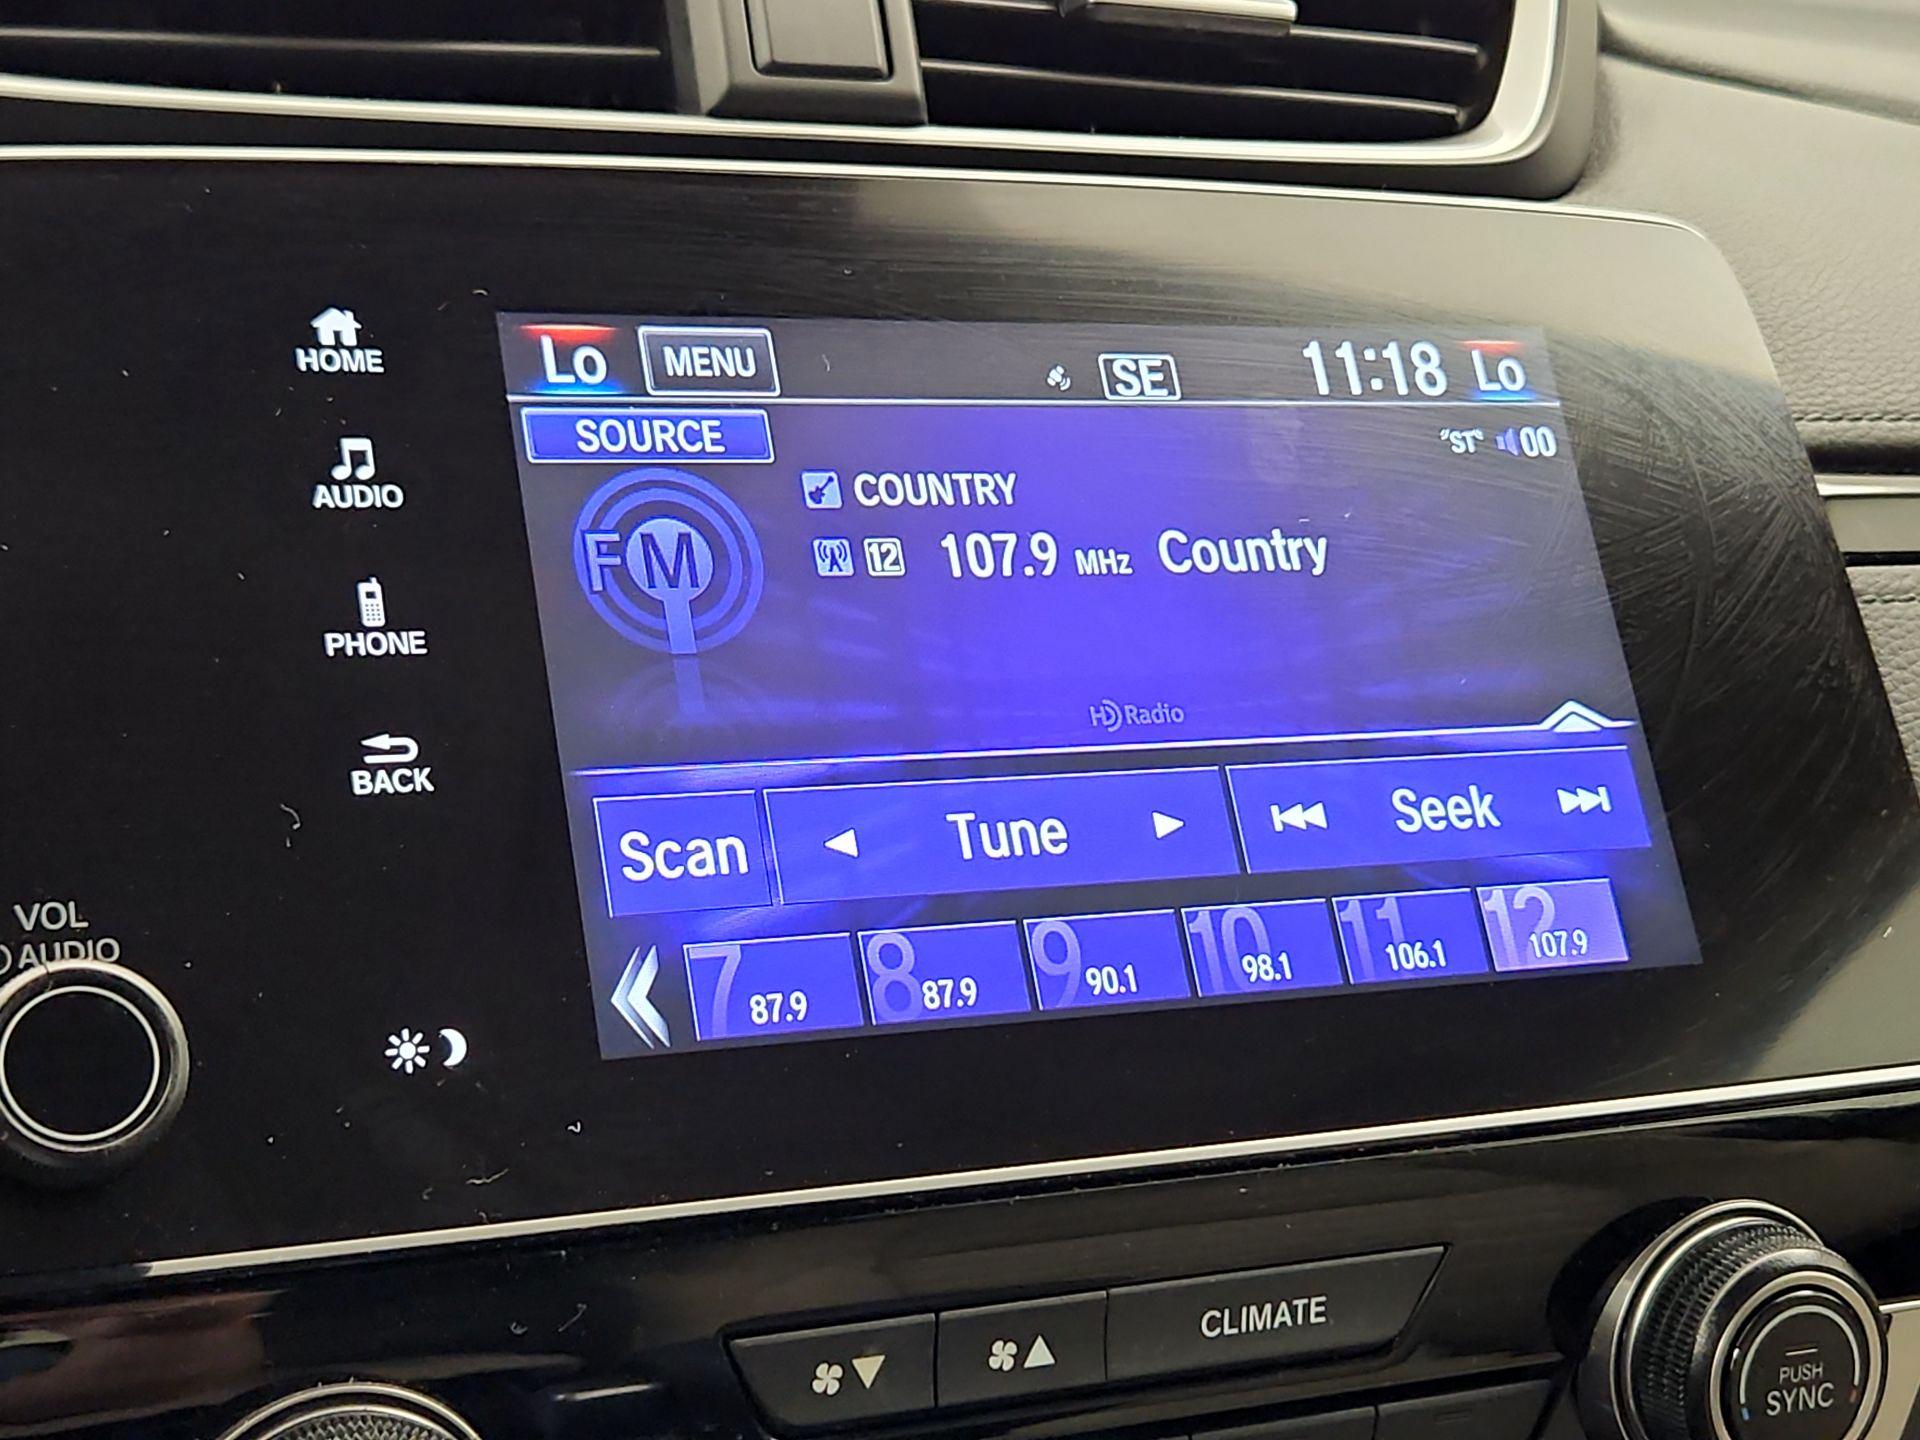 HOME
AUDIO
PHONE
BACK
VOL
AUDIO
Lo MENU SE 11:18 Lo
SOURCE "ST" 00
FM
COUNTRY
12 107.9 MHz Country
HD Radio
Scan Tune Seek
7 87.9 8 87.9 9 90.1 10 98.1 11 106.1 12 107.9
CLIMATE
PUSH
SYNC